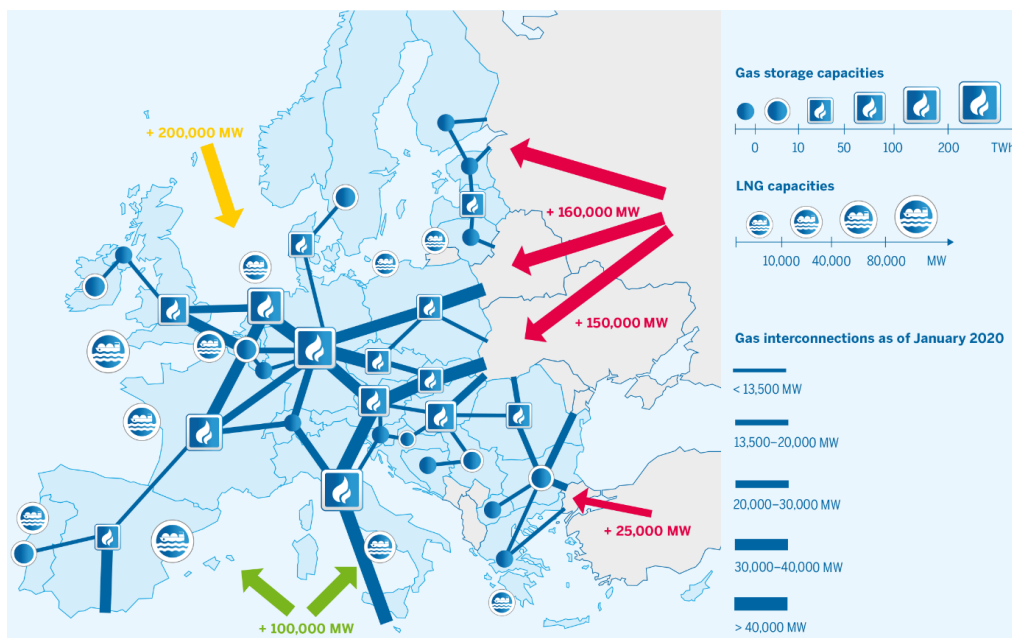 Gas storage capacities
0 10 50 100 200 TWh
LNG capacities
10,000 40,000 80,000 MW
+ 200,000 MW
+ 160,000 MW
+ 150,000 MW
+ 25,000 MW
+ 100,000 MW
Gas interconnections as of January 2020
< 13,500 MW
13,500–20,000 MW
20,000–30,000 MW
30,000–40,000 MW
> 40,000 MW